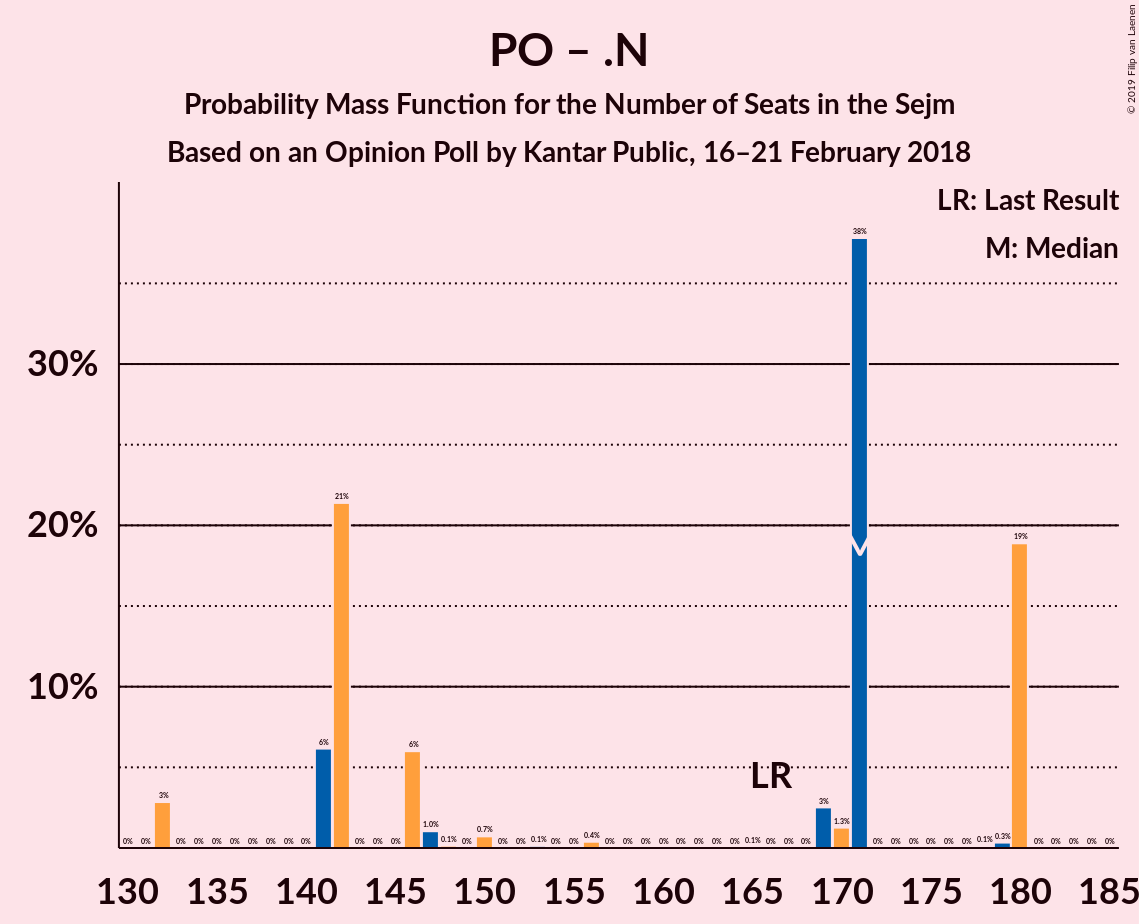 © 2019 Filip van Laenen
PO – .N
Probability Mass Function for the Number of Seats in the Sejm
Based on an Opinion Poll by Kantar Public, 16–21 February 2018
LR: Last Result
M: Median
38%
30%
21%
20%
19%
10%
LR
6% 6%
3% 3%
1.0% 1.3%
0% 0% 0% 0% 0% 0% 0% 0% 0% 0% 0% 0% 0% 0.1% 0% 0.7% 0% 0% 0.1% 0% 0% 0.4% 0% 0% 0% 0% 0% 0% 0% 0% 0.1% 0% 0% 0% 0% 0% 0% 0% 0% 0% 0.1% 0.3% 0% 0% 0% 0% 0%
130 135 140 145 150 155 160 165 170 175 180 185